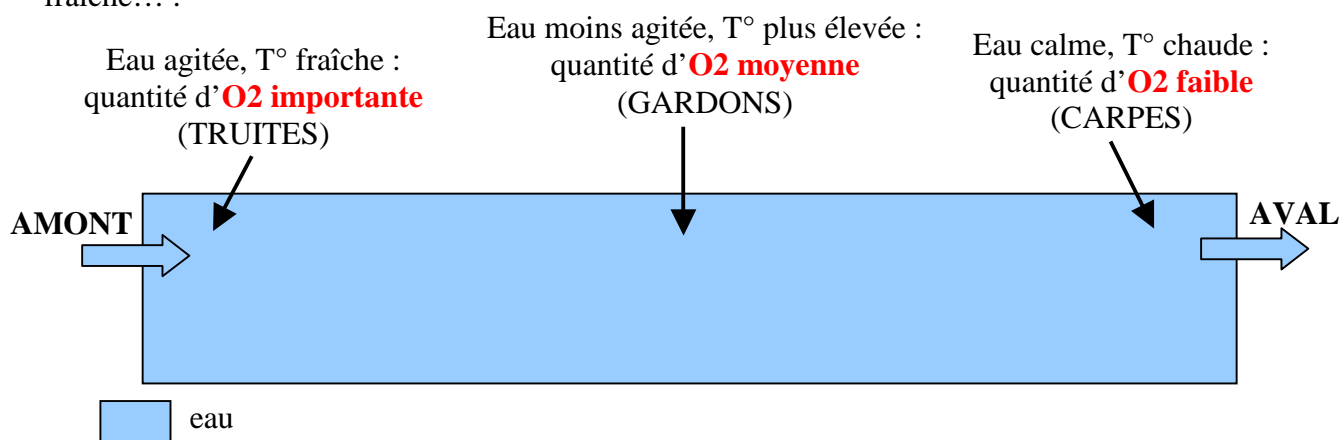 fraîche… :
Eau agitée, T° fraîche :
quantité d’O2 importante
(TRUITES)
Eau moins agitée, T° plus élevée :
quantité d’O2 moyenne
(GARDONS)
Eau calme, T° chaude :
quantité d’O2 faible
(CARPES)
AMONT
AVAL
eau